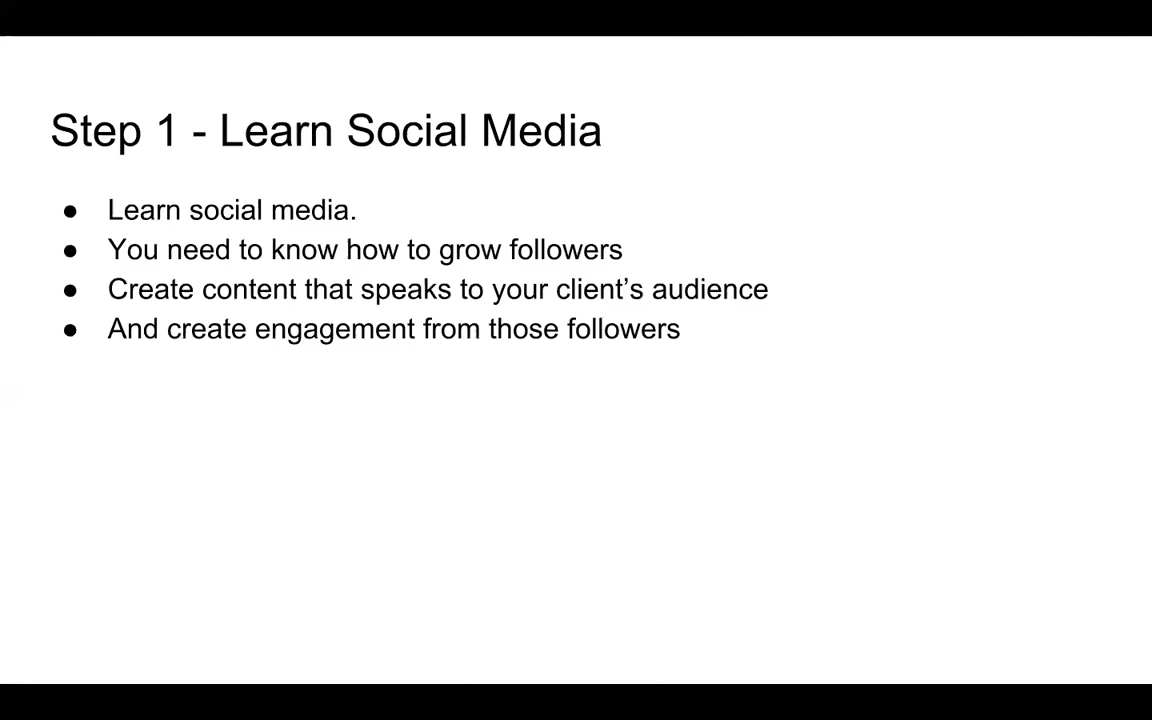 Step 1 - Learn Social Media
● Learn social media.
● You need to know how to grow followers
● Create content that speaks to your client’s audience
● And create engagement from those followers